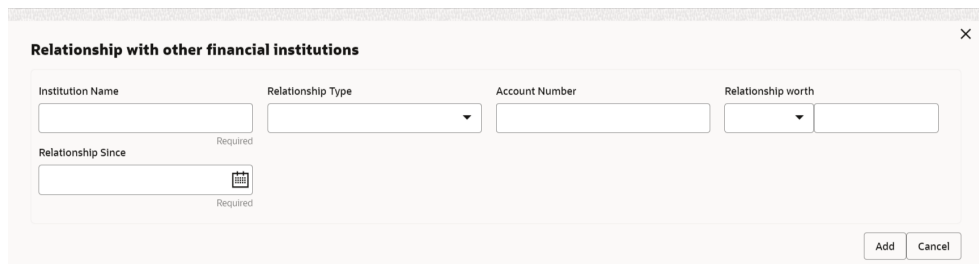 Relationship with other financial institutions
Institution Name
Relationship Type
Account Number
Relationship worth
Required
Relationship Since
Required
Add
Cancel